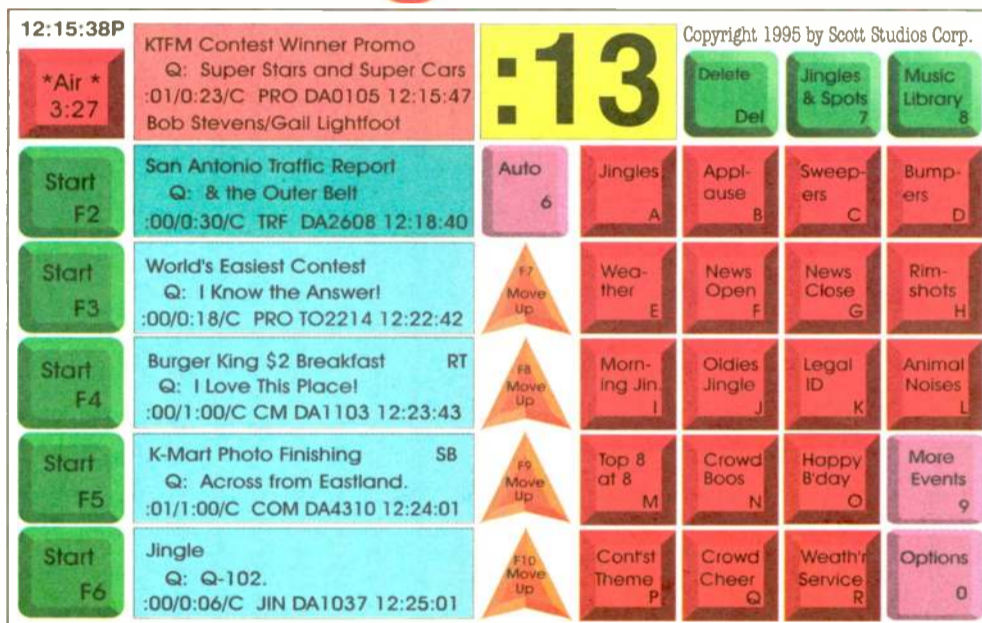 12:15:38P
*Air *
3:27
KTFM Contest Winner Promo
Q: Super Stars and Super Cars
:01/0:23/C PRO DA0105 12:15:47
Bob Stevens/Gail Lightfoot
:13
Copyright 1995 by Scott Studios Corp.
Delete
Del
Jingles
& Spots
7
Music
Library
8
Start
F2
San Antonio Traffic Report
Q: & the Outer Belt
:00/0:30/C TRF DA2608 12:18:40
Auto
6
Jingles
A
Appl-
ause
B
Sweep-
ers
C
Bump-
ers
D
Start
F3
World's Easiest Contest
Q: I Know the Answer!
:00/0:18/C PRO TO2214 12:22:42
F7
Move
Up
Wea-
ther
E
News
Open
F
News
Close
G
Rim-
shots
H
Start
F4
Burger King $2 Breakfast RT
Q: I Love This Place!
:00/1:00/C CM DA1103 12:23:43
F8
Move
Up
Morn-
ing Jin.
I
Oldies
Jingle
J
Legal
ID
K
Animal
Noises
L
Start
F5
K-Mart Photo Finishing SB
Q: Across from Eastland.
:01/1:00/C COM DA4310 12:24:01
F9
Move
Up
Top 8
at 8
M
Crowd
Boos
N
Happy
B'day
O
More
Events
9
Start
F6
Jingle
Q: Q-102.
:00/0:06/C JIN DA1037 12:25:01
F10
Move
Up
Cont'st
Theme
P
Crowd
Cheer
Q
Weath'r
Service
R
Options
0